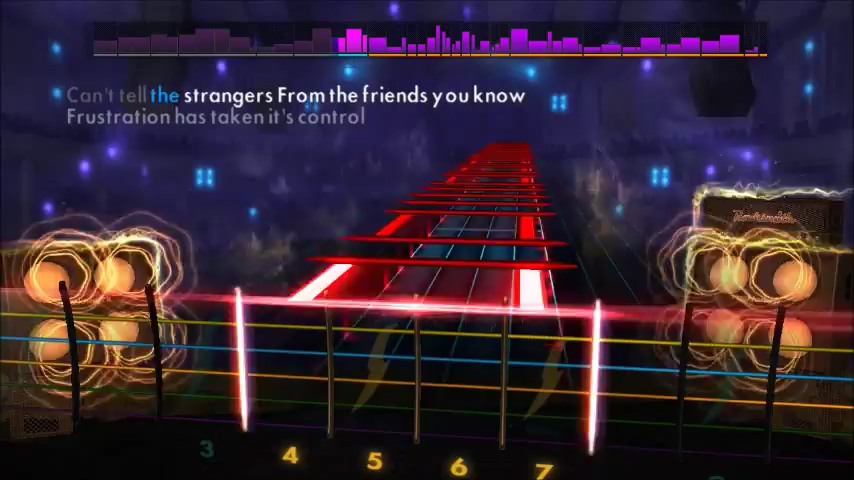 Can't tell the strangers From the friends you know
Frustration has taken it's control
Rocksmith
3 4 5 6 7